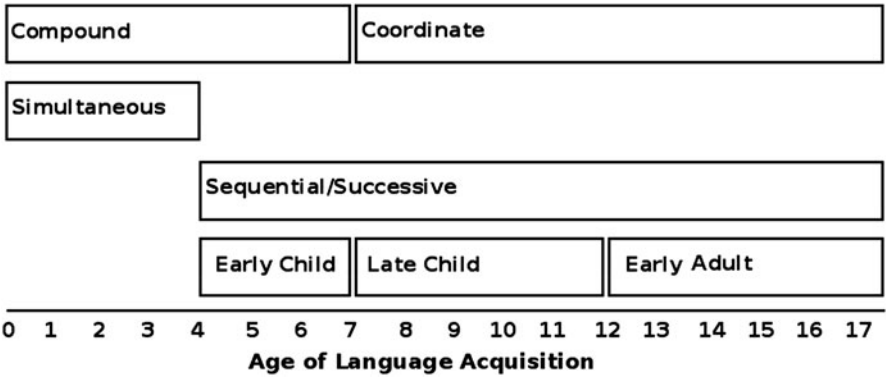 Compound Coordinate
Simultaneous
Sequential/Successive
Early Child Late Child Early Adult
0 1 2 3 4 5 6 7 8 9 10 11 12 13 14 15 16 17
Age of Language Acquisition